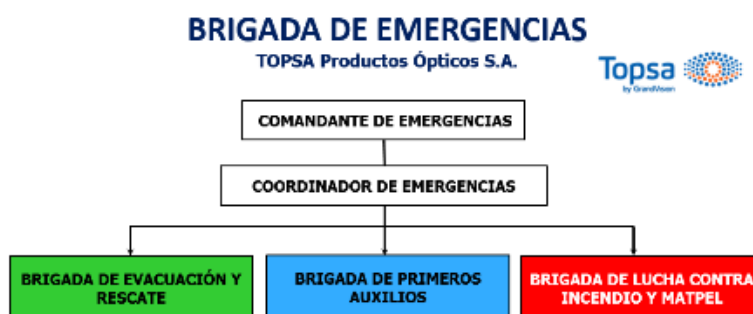 BRIGADA DE EMERGENCIAS
TOPSA Productos Ópticos S.A.
Topsa
by GrandVision
COMANDANTE DE EMERGENCIAS
COORDINADOR DE EMERGENCIAS
BRIGADA DE EVACUACIÓN Y
RESCATE
BRIGADA DE PRIMEROS
AUXILIOS
BRIGADA DE LUCHA CONTRA
INCENDIO Y MATPEL